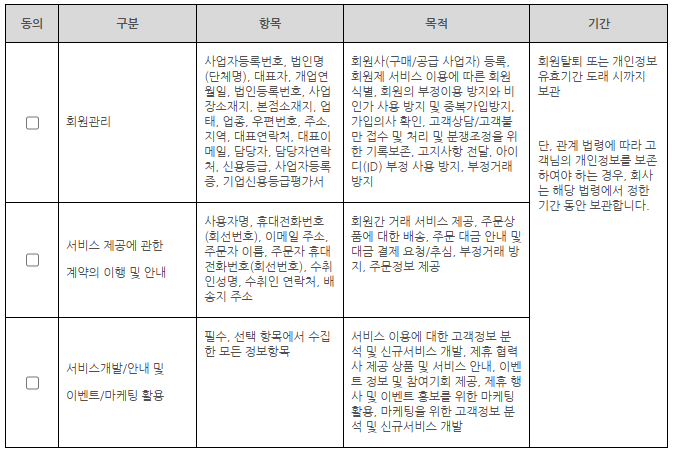 동의
구분
항목
목적
기간
회원관리
사업자등록번호, 법인명
(단체명), 대표자, 개업연
월일, 법인등록번호, 사업
장소재지, 본점소재지, 업
태, 업종, 우편번호, 주소,
지역, 대표연락처, 대표이
메일, 담당자, 담당자연락
처, 신용등급, 사업자등록
증, 기업신용등급평가서
회원사(구매/공급 사업자) 등록,
회원제 서비스 이용에 따른 회원
식별, 회원의 부정이용 방지와 비
인가 사용 방지 및 중복가입방지,
가입의사 확인, 고객상담/고객불
만 접수 및 처리 및 분쟁조정을 위
한 기록보존, 고지사항 전달, 아이
디(ID) 부정 사용 방지, 부정거래
방지
회원탈퇴 또는 개인정보
유효기간 도래 시까지
보관
단, 관계 법령에 따라 고
객님의 개인정보를 보존
하여야 하는 경우, 회사
는 해당 법령에서 정한
기간 동안 보관합니다.
서비스 제공에 관한
계약의 이행 및 안내
사용자명, 휴대전화번호
(회선번호), 이메일 주소,
주문자 이름, 주문자 휴대
전화번호(회선번호), 수취
인성명, 수취인 연락처, 배
송지 주소
회원간 거래 서비스 제공, 주문상
품에 대한 배송, 주문 대금 안내 및
대금 결제 요청/추심, 부정거래 방
지, 주문정보 제공
서비스개발/안내 및
이벤트/마케팅 활용
필수, 선택 항목에서 수집
한 모든 정보항목
서비스 이용에 대한 고객정보 분
석 및 신규서비스 개발, 제휴 협력
사 제공 상품 및 서비스 안내, 이벤
트 정보 및 참여기회 제공, 제휴 행
사 및 이벤트 홍보를 위한 마케팅
활용, 마케팅을 위한 고객정보 분
석 및 신규서비스 개발